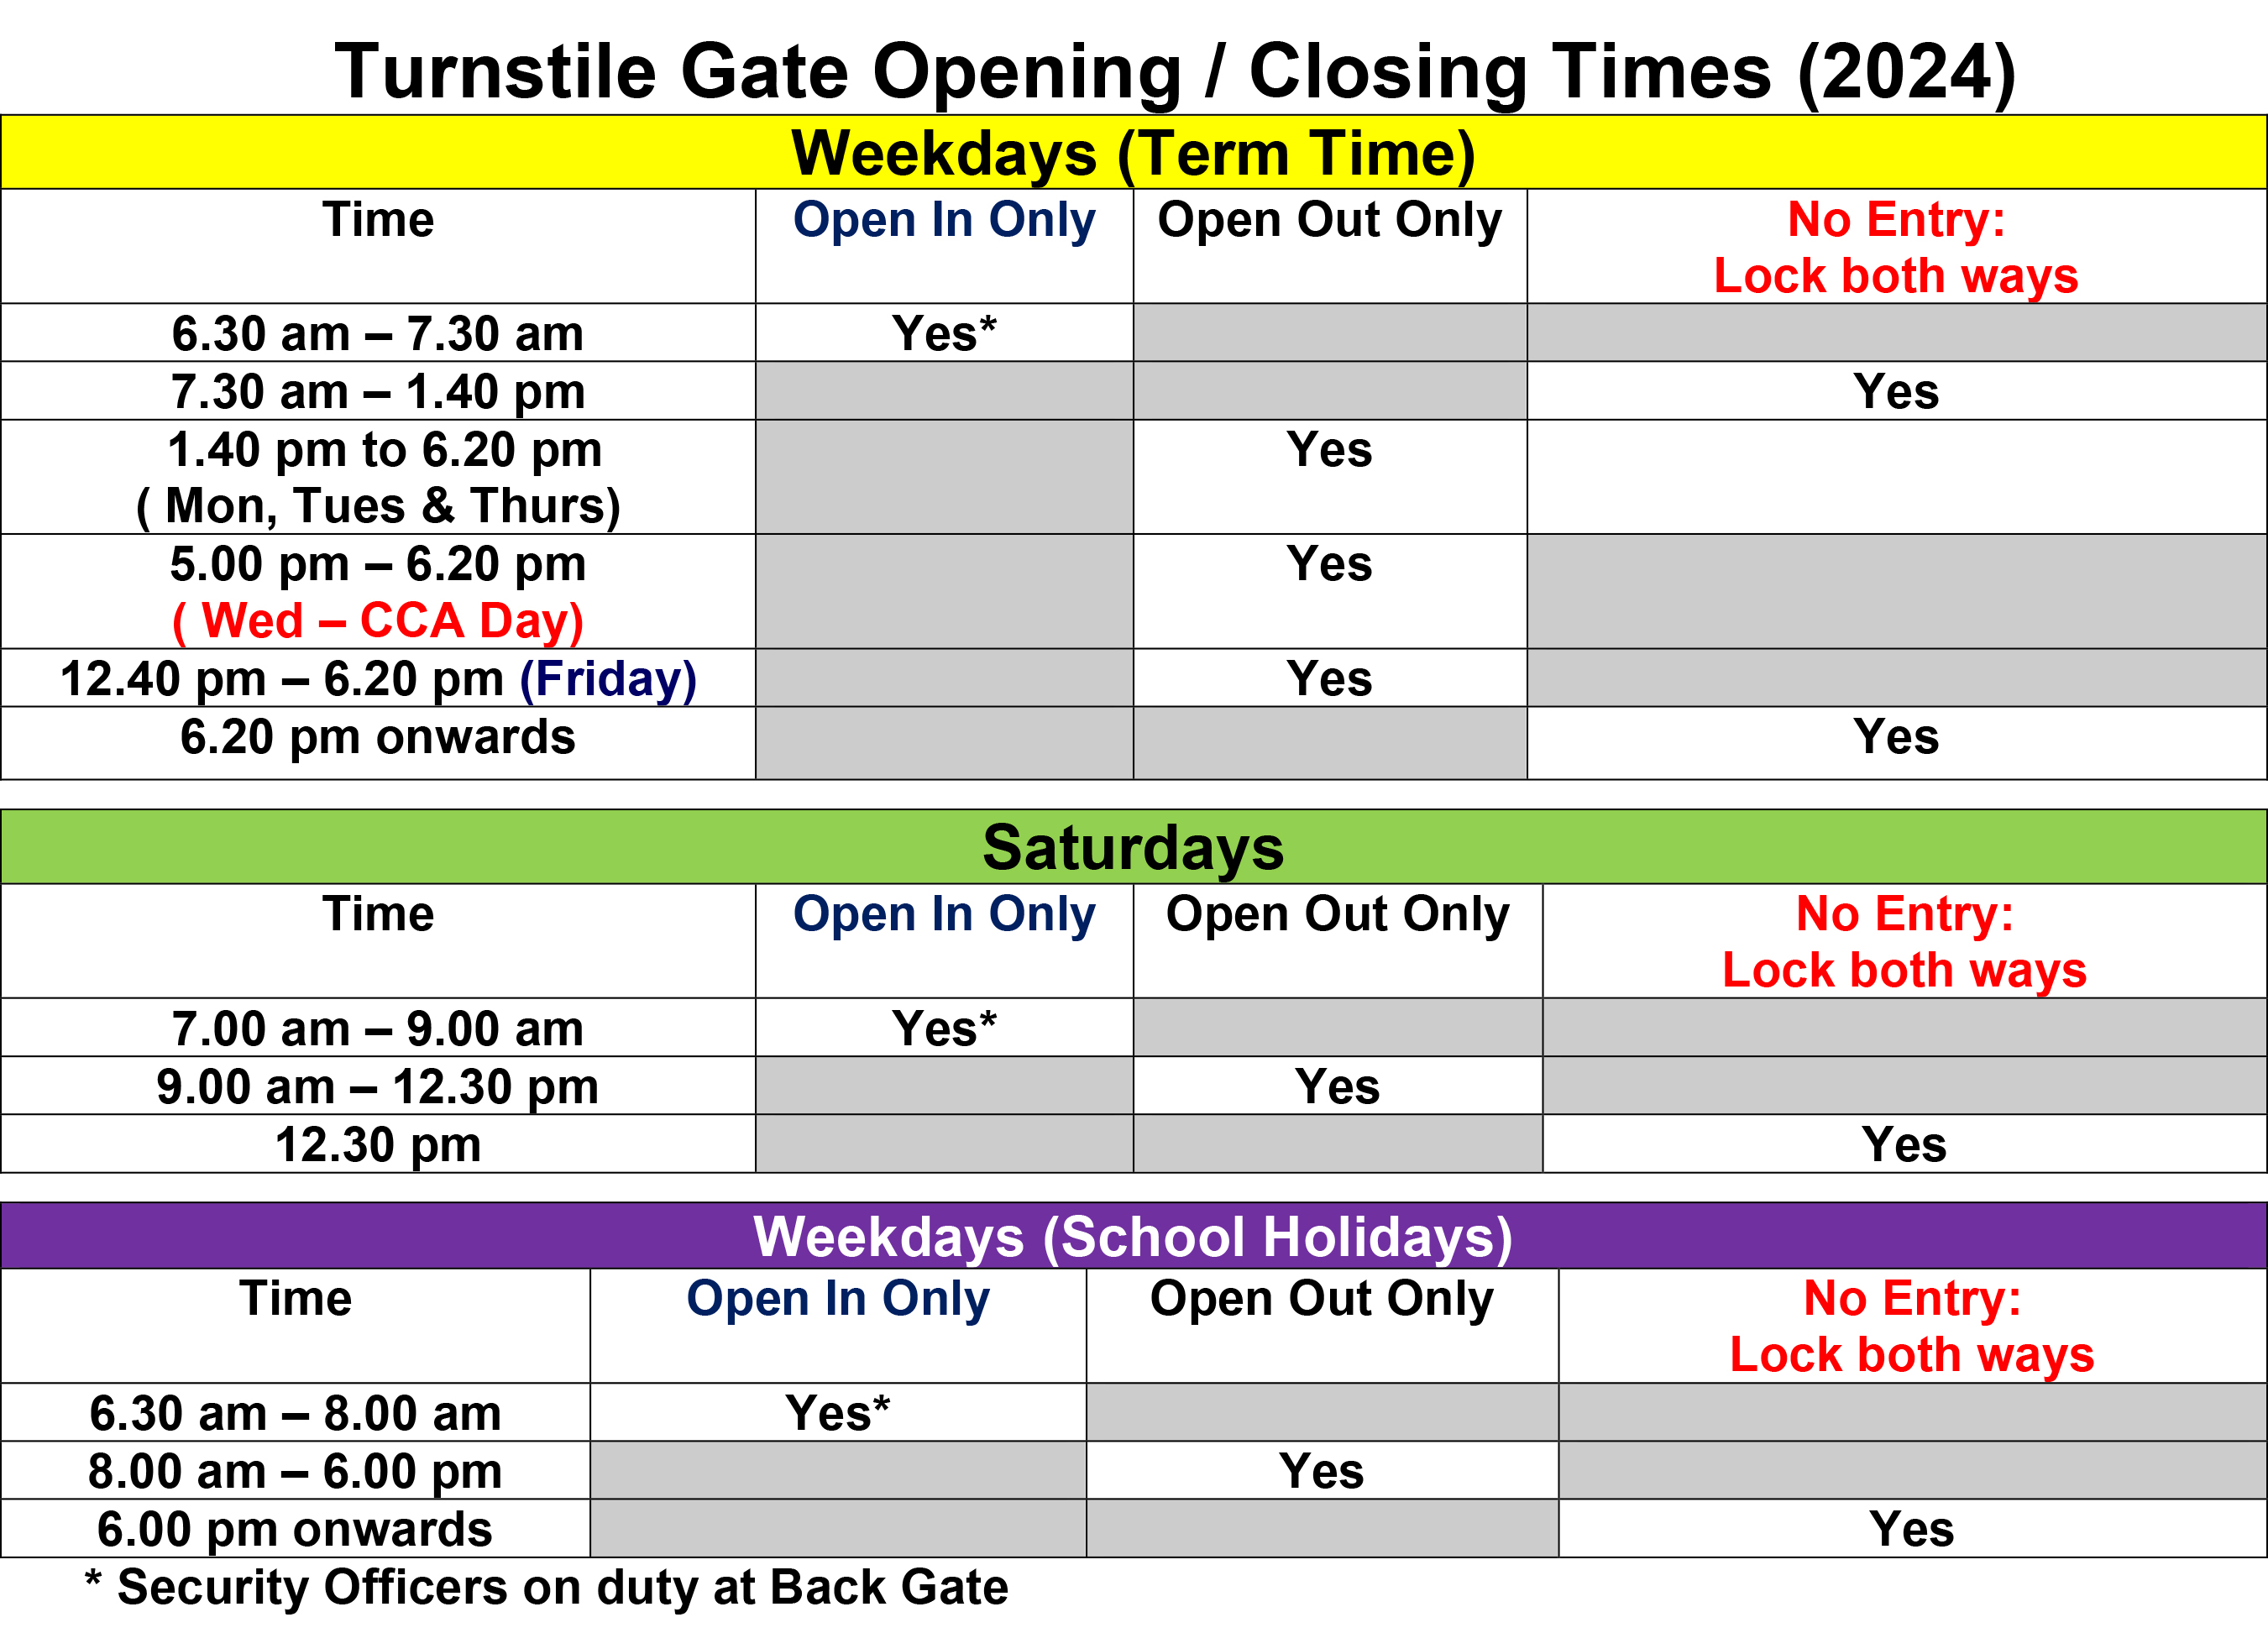 Turnstile Gate Opening / Closing Times (2024)
Weekdays (Term Time)
Time Open In Only Open Out Only No Entry:
Lock both ways
6.30 am – 7.30 am Yes*
7.30 am – 1.40 pm Yes
1.40 pm to 6.20 pm Yes
( Mon, Tues & Thurs)
5.00 pm – 6.20 pm Yes
( Wed – CCA Day)
12.40 pm – 6.20 pm (Friday) Yes
6.20 pm onwards Yes
Saturdays
Time Open In Only Open Out Only No Entry:
Lock both ways
7.00 am – 9.00 am Yes*
9.00 am – 12.30 pm Yes
12.30 pm Yes
Weekdays (School Holidays)
Time Open In Only Open Out Only No Entry:
Lock both ways
6.30 am – 8.00 am Yes*
8.00 am – 6.00 pm Yes
6.00 pm onwards Yes
* Security Officers on duty at Back Gate